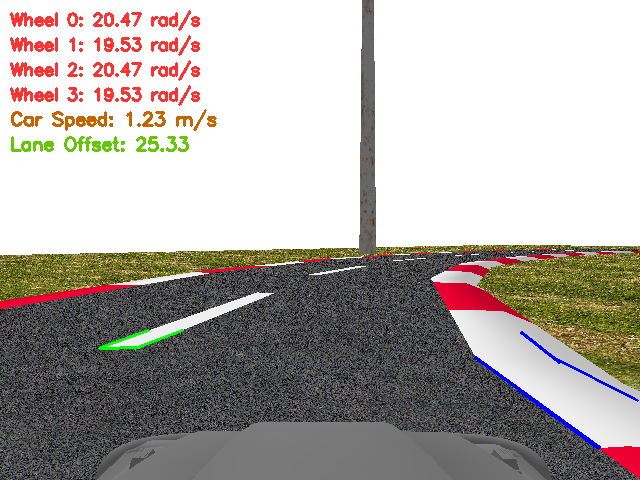 Wheel 0: 20.47 rad/s
Wheel 1: 19.53 rad/s
Wheel 2: 20.47 rad/s
Wheel 3: 19.53 rad/s
Car Speed: 1.23 m/s
Lane Offset: 25.33